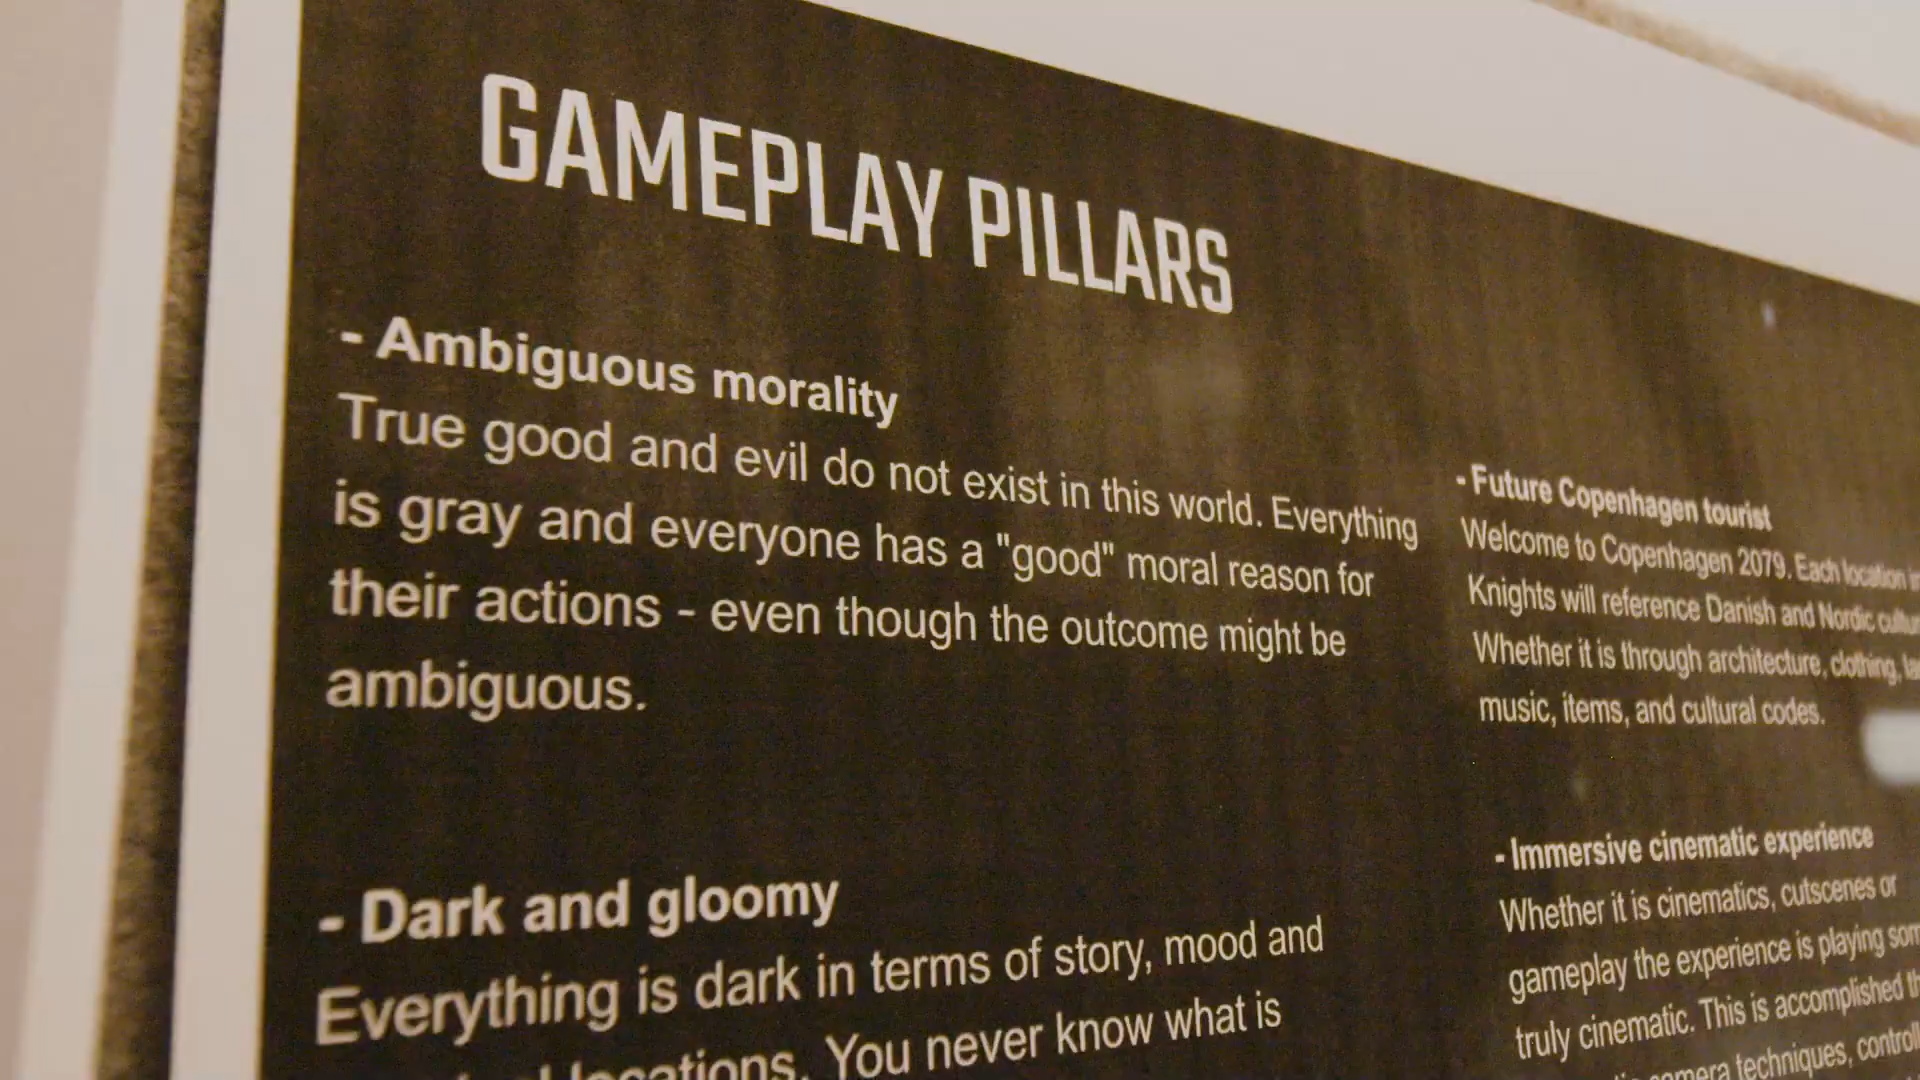 GAMEPLAY PILLARS
- Ambiguous morality
True good and evil do not exist in this world. Everything
is gray and everyone has a "good" moral reason for
their actions - even though the outcome might be
ambiguous.
- Dark and gloomy
Everything is dark in terms of story, mood and
locations. You never know what is
- Future Copenhagen tourist
Welcome to Copenhagen 2079. Each location
Knights will reference Danish and Nordic
Whether it is through architecture, clothing,
music, items, and cultural codes.
- Immersive cinematic experience
Whether it is cinematics, cutscenes or
gameplay the experience is playing
truly cinematic. This is accomplished
camera techniques,